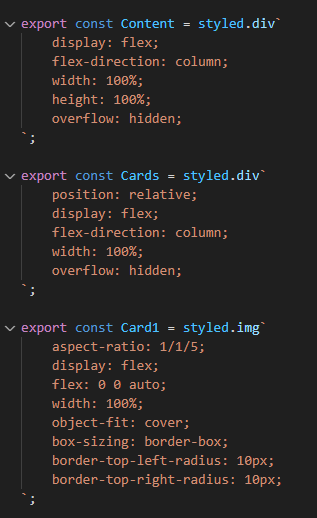 export const Content = styled.div`
display: flex;
flex-direction: column;
width: 100%;
height: 100%;
overflow: hidden;
`;
export const Cards = styled.div`
position: relative;
display: flex;
flex-direction: column;
width: 100%;
overflow: hidden;
`;
export const Card1 = styled.img`
aspect-ratio: 1/1/5;
display: flex;
flex: 0 0 auto;
width: 100%;
object-fit: cover;
box-sizing: border-box;
border-top-left-radius: 10px;
border-top-right-radius: 10px;
`;